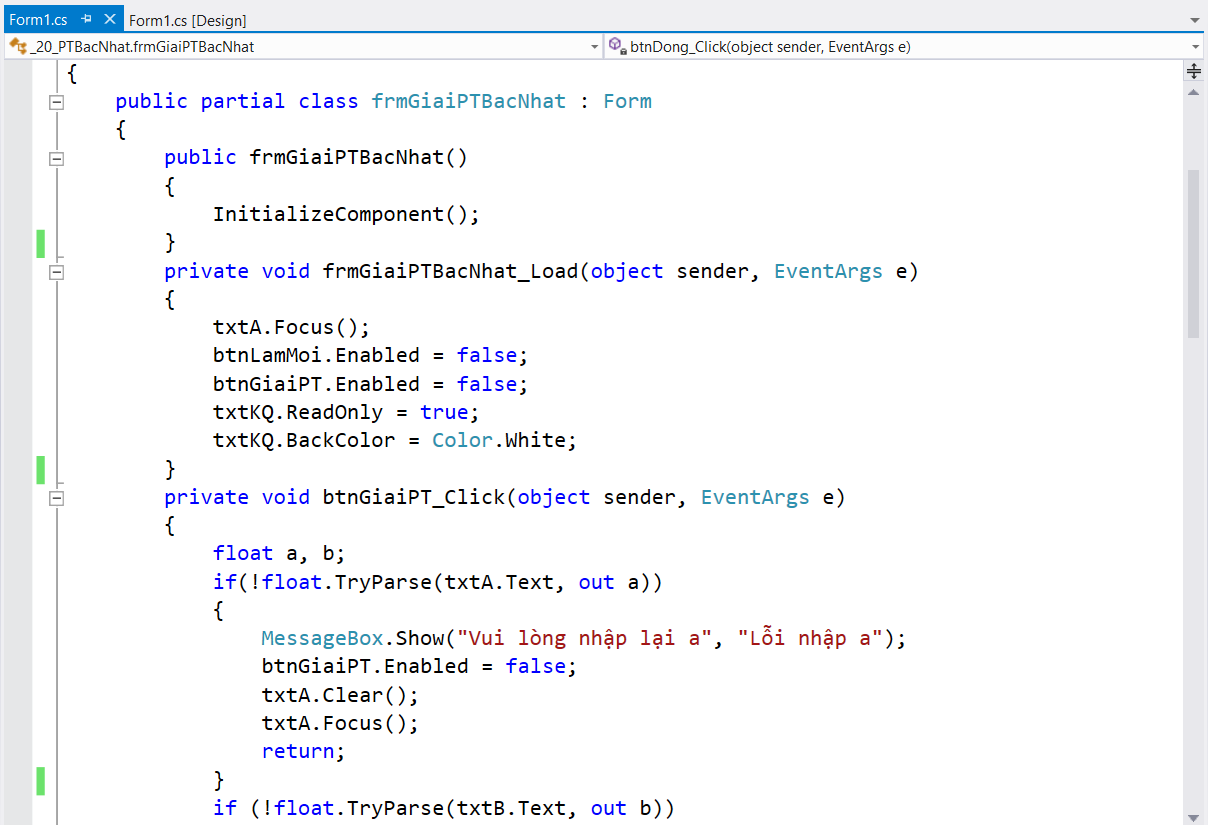 Form1.cs Form1.cs [Design]
_20_PTBacNhat.frmGiaiPTBacNhat btnDong_Click(object sender, EventArgs e)
{
public partial class frmGiaiPTBacNhat : Form
{
public frmGiaiPTBacNhat()
{
InitializeComponent();
}
private void frmGiaiPTBacNhat_Load(object sender, EventArgs e)
{
txtA.Focus();
btnLamMoi.Enabled = false;
btnGiaiPT.Enabled = false;
txtKQ.ReadOnly = true;
txtKQ.BackColor = Color.White;
}
private void btnGiaiPT_Click(object sender, EventArgs e)
{
float a, b;
if(!float.TryParse(txtA.Text, out a))
{
MessageBox.Show("Vui lòng nhập lại a", "Lỗi nhập a");
btnGiaiPT.Enabled = false;
txtA.Clear();
txtA.Focus();
return;
}
if (!float.TryParse(txtB.Text, out b))